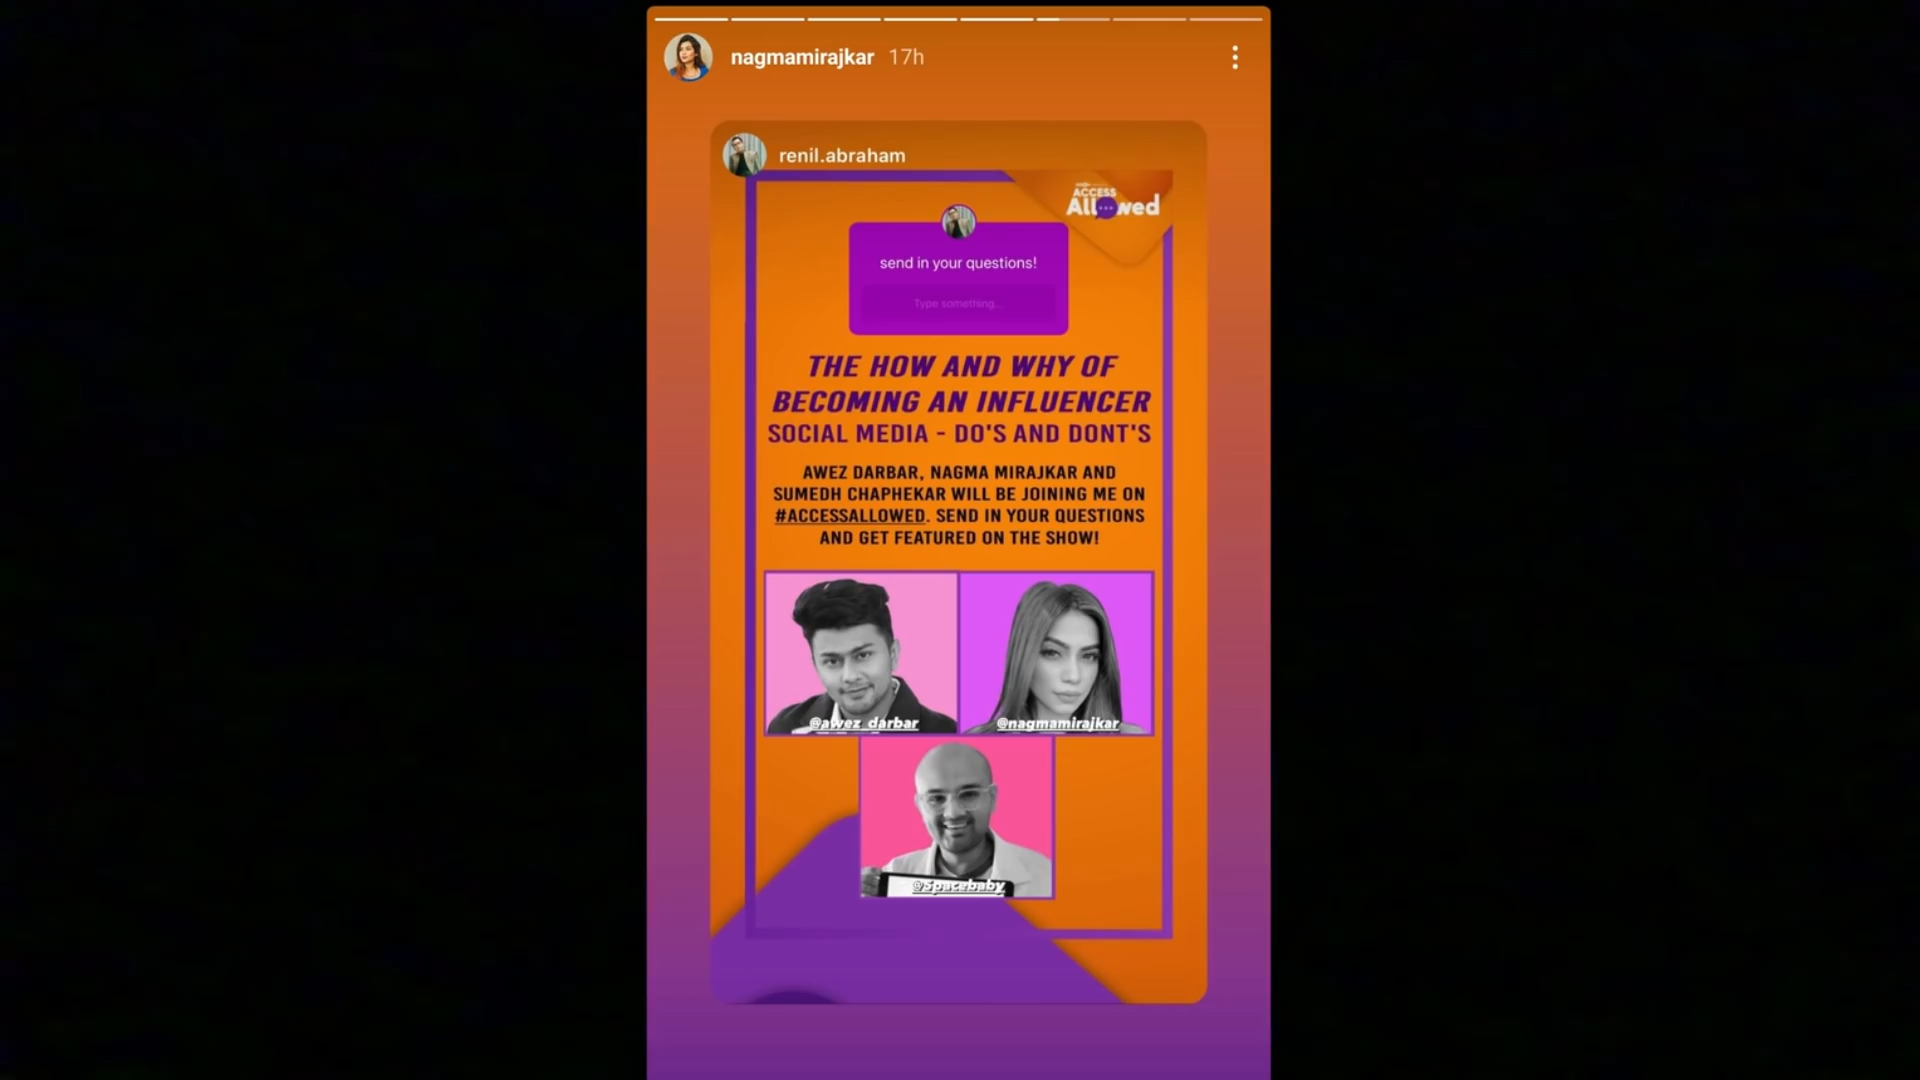 nagmamirajkar 17h
renil.abraham
ACCESS
Allowed
send in your questions!
Type something...
THE HOW AND WHY OF
BECOMING AN INFLUENCER
SOCIAL MEDIA - DO'S AND DONT'S
AWEZ DARBAR, NAGMA MIRAJKAR AND
SUMEDH CHAPHEKAR WILL BE JOINING ME ON
#ACCESSALLOWED. SEND IN YOUR QUESTIONS
AND GET FEATURED ON THE SHOW!
@awez_darbar
@nagmamirajkar
@Spacebaby